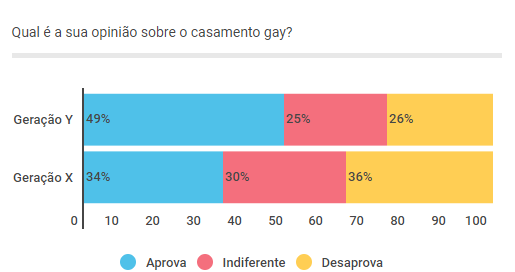 Qual é a sua opinião sobre o casamento gay?
Geração Y 49% 25% 26%
Geração X 34% 30% 36%
0 10 20 30 40 50 60 70 80 90 100
Aprova Indiferente Desaprova